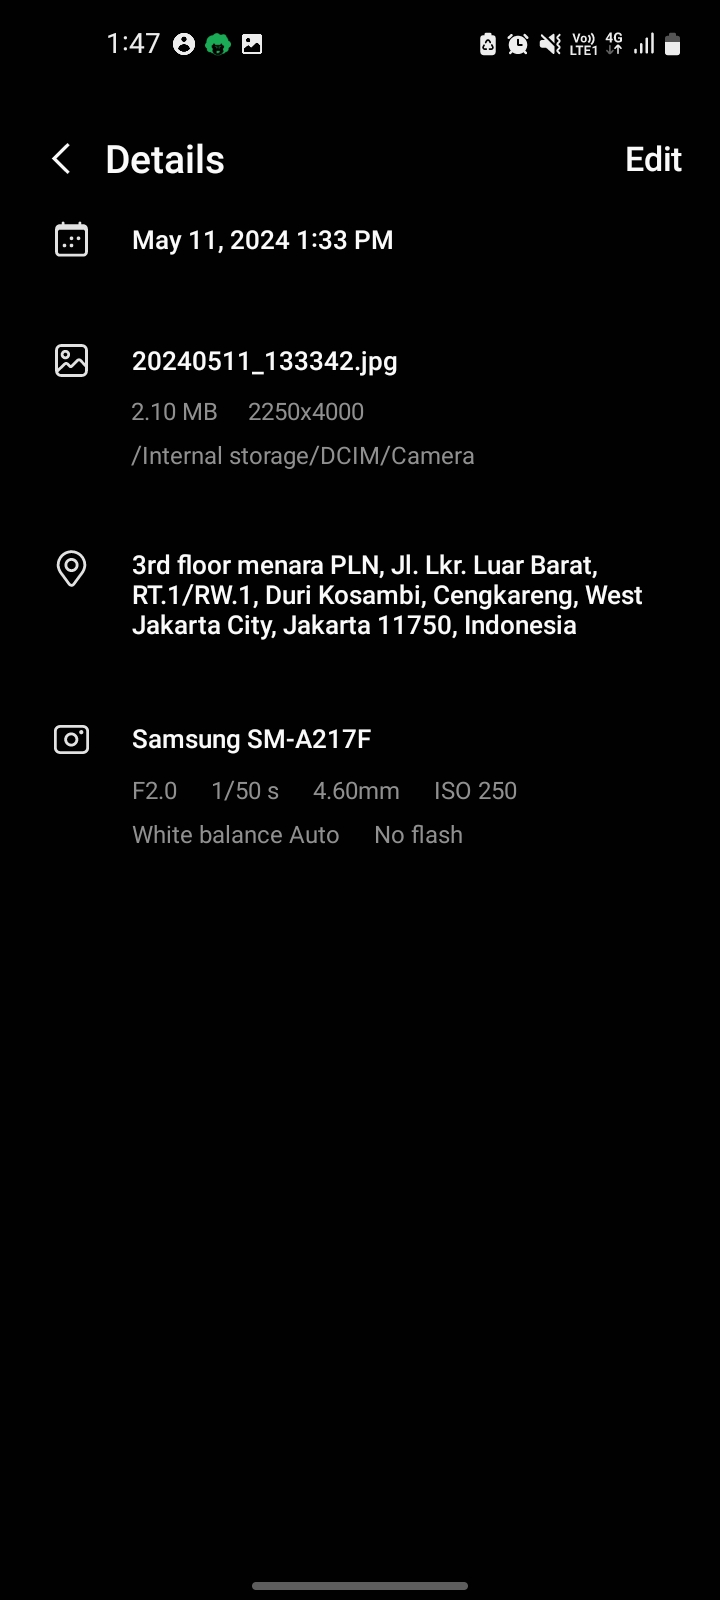 1:47 Vo)) LTE1 4G
Details Edit
May 11, 2024 1:33 PM
20240511_133342.jpg
2.10 MB 2250x4000
/Internal storage/DCIM/Camera
3rd floor menara PLN, Jl. Lkr. Luar Barat,
RT.1/RW.1, Duri Kosambi, Cengkareng, West
Jakarta City, Jakarta 11750, Indonesia
Samsung SM-A217F
F2.0 1/50 s 4.60mm ISO 250
White balance Auto No flash